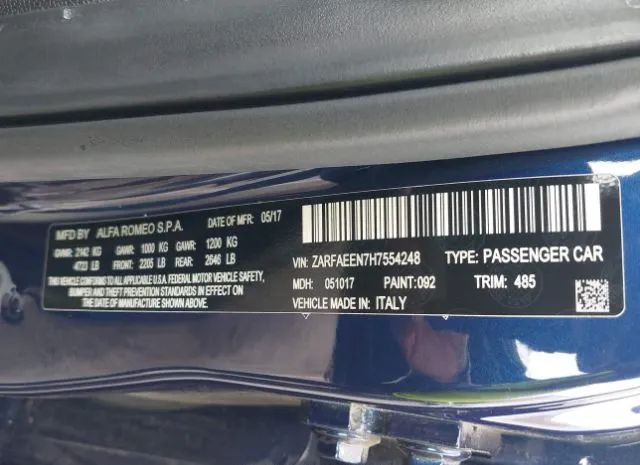 MFD BY ALFA ROMEO S.P.A. DATE OF MFR: 05/17
GVWR: 2142 KG GAWR: 1000 KG GAWR: 1200 KG
4723 LB FRONT: 2205 LB REAR: 2646 LB
THIS VEHICLE CONFORMS TO ALL APPLICABLE U.S.A. FEDERAL MOTOR VEHICLE SAFETY,
BUMPER AND THEFT PREVENTION STANDARDS IN EFFECT
ON THE DATE OF MANUFACTURE SHOWN ABOVE.
VIN: ZARFAEEN7H7554248 TYPE: PASSENGER CAR
MDH: 051017 PAINT: 092 TRIM: 485
VEHICLE MADE IN: ITALY